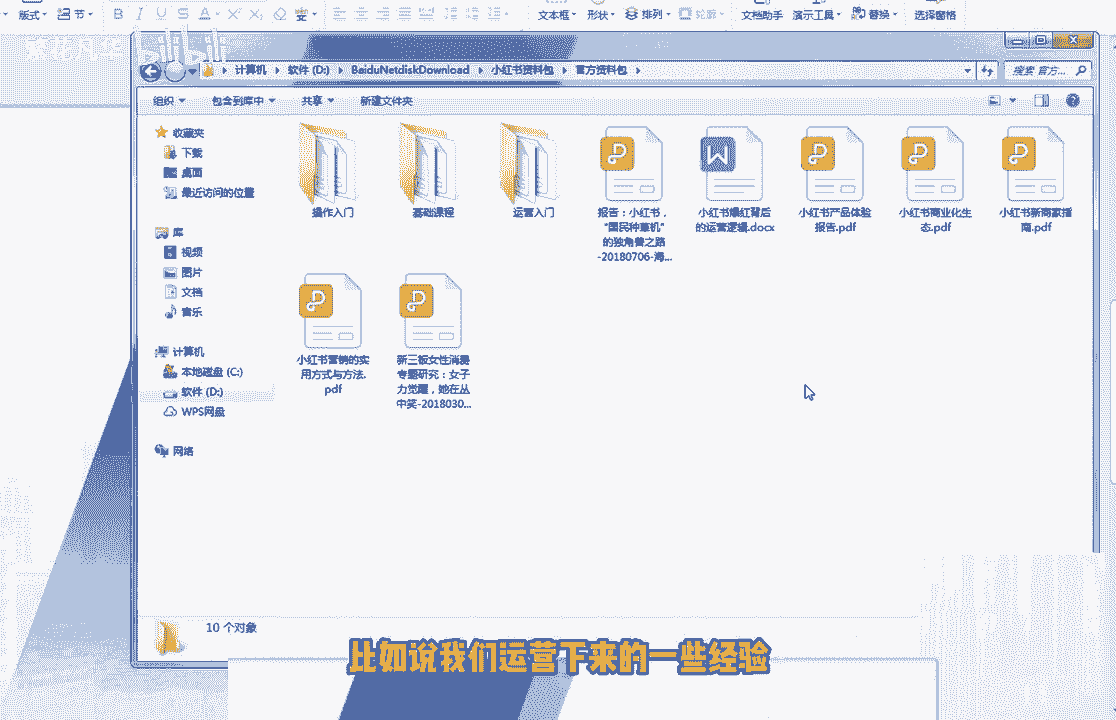 版式 节 B I U S A X² X₂ 变 文本框 形状 排列 轮廓 文档助手 演示工具 替换 选择窗格
bilibili
计算机 软件 (D:) BaiduNetdiskDownload 小红书资料包 官方资料包 搜索 官方...
组织 包含到库中 共享 新建文件夹
收藏夹
下载
桌面
最近访问的位置
库
视频
图片
文档
音乐
计算机
本地磁盘 (C:)
软件 (D:)
WPS网盘
网络
操作入门
基础课程
运营入门
报告:小红书,
“国民种草机”
的独角兽之路
-20180706-海...
小红书爆红背后
的运营逻辑.docx
小红书产品体验
报告.pdf
小红书商业化生
态.pdf
小红书新商家指
南.pdf
小红书营销的实
用方式与方法.
pdf
新三板女性消费
专题研究:女子
力觉醒,她在丛
中笑-2018030...
10 个对象
比如说我们运营下来的一些经验